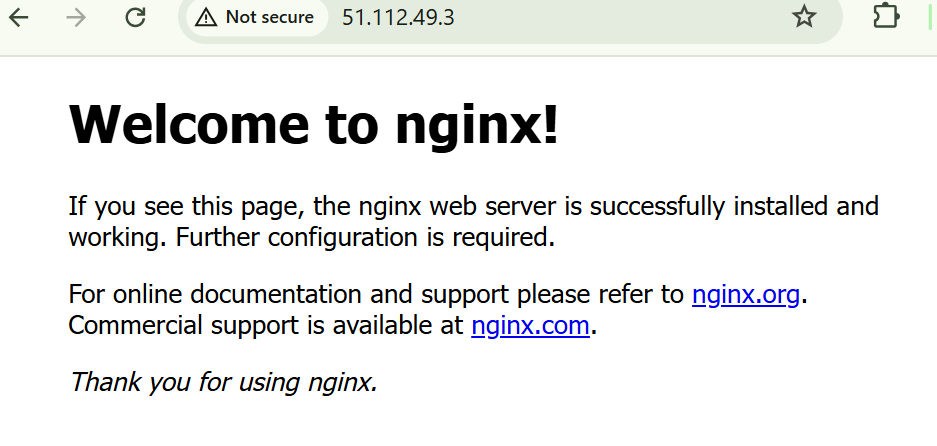 Not secure 51.112.49.3
Welcome to nginx!
If you see this page, the nginx web server is successfully installed and
working. Further configuration is required.
For online documentation and support please refer to nginx.org.
Commercial support is available at nginx.com.
Thank you for using nginx.